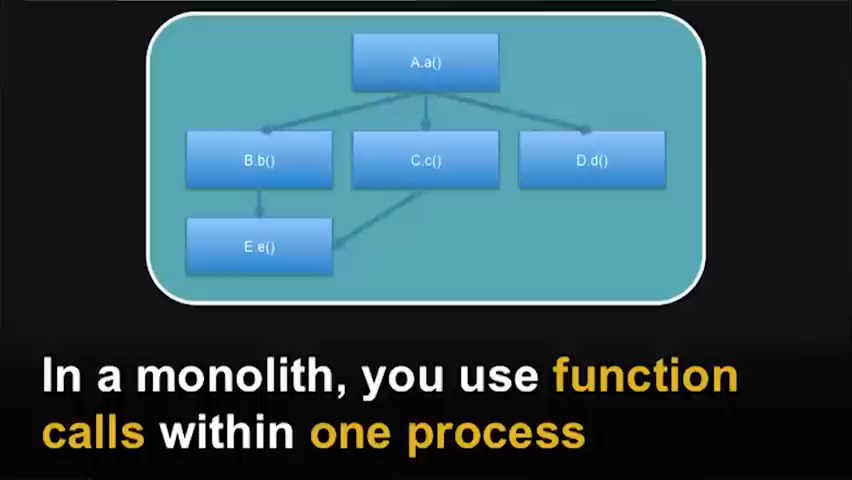 A.a()
B.b()
C.c()
D.d()
E.e()
In a monolith, you use function
calls within one process